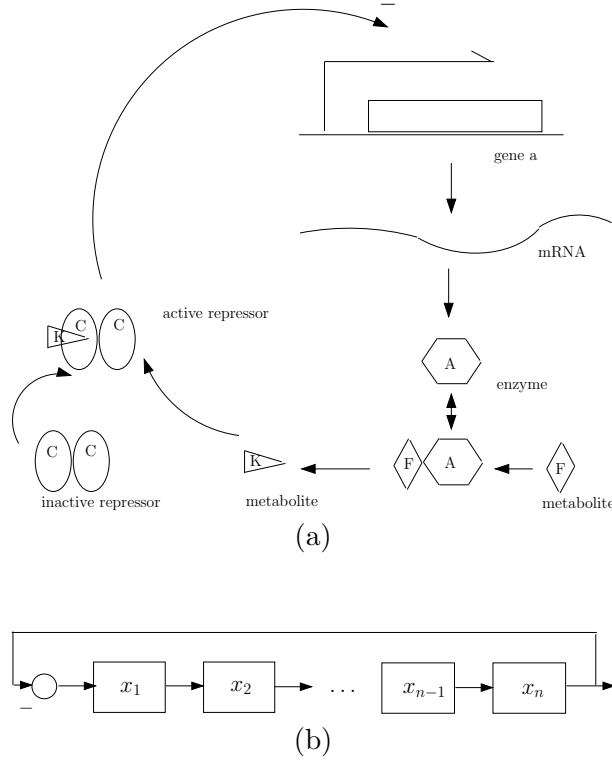 −
gene a
mRNA
active repressor
C
C
K
A
enzyme
C
C
K
F
A
F
inactive repressor
metabolite
metabolite
(a)
x1
x2
...
xn−1
xn
−
(b)